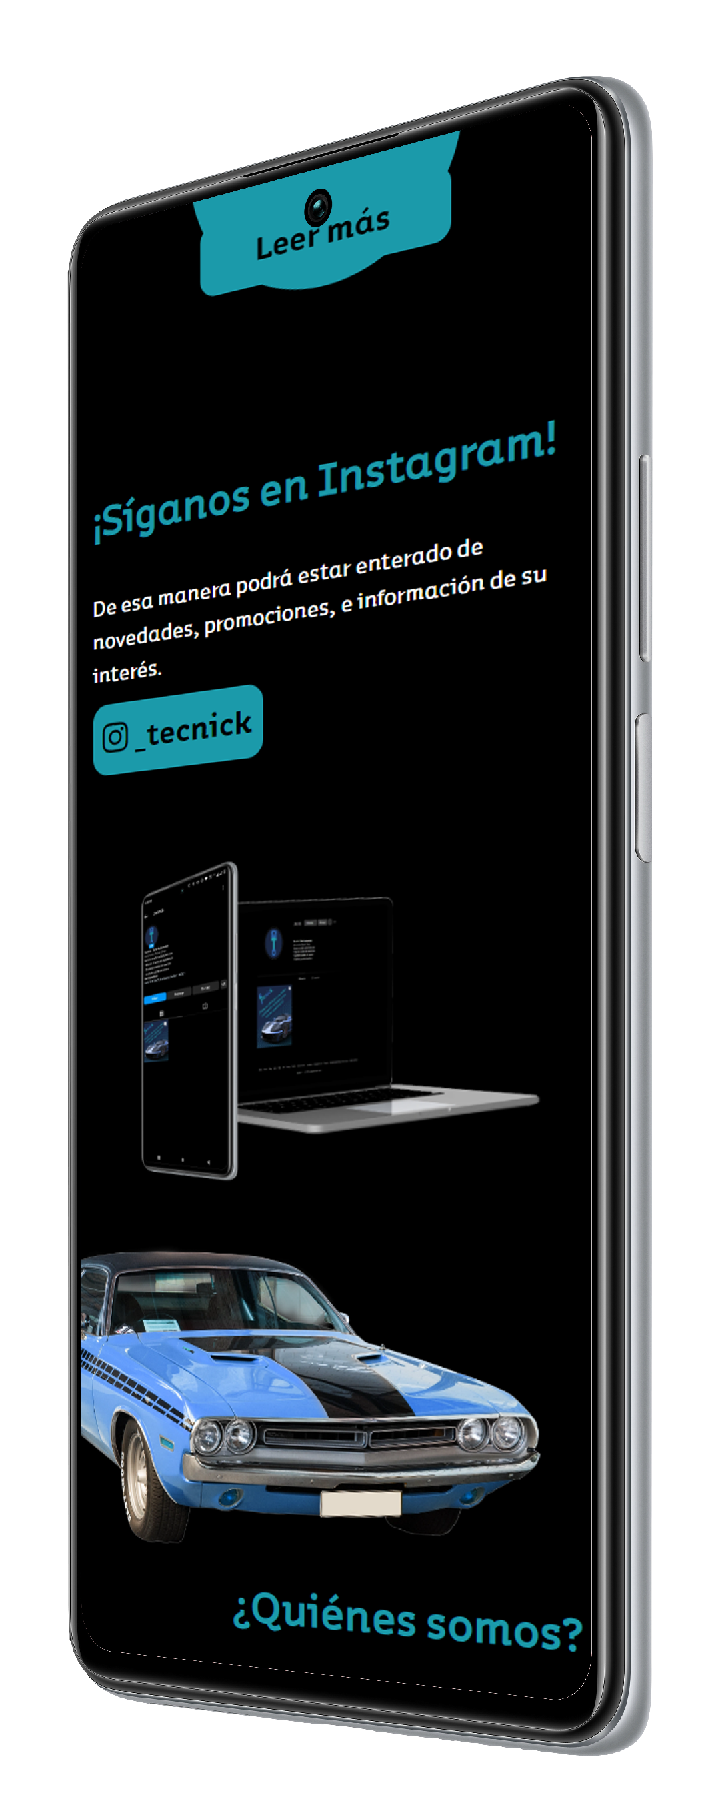 Leer más
¡Síganos en Instagram!
De esa manera podrá estar enterado de
novedades, promociones, e información de su
interés.
_tecnick
¿Quiénes somos?